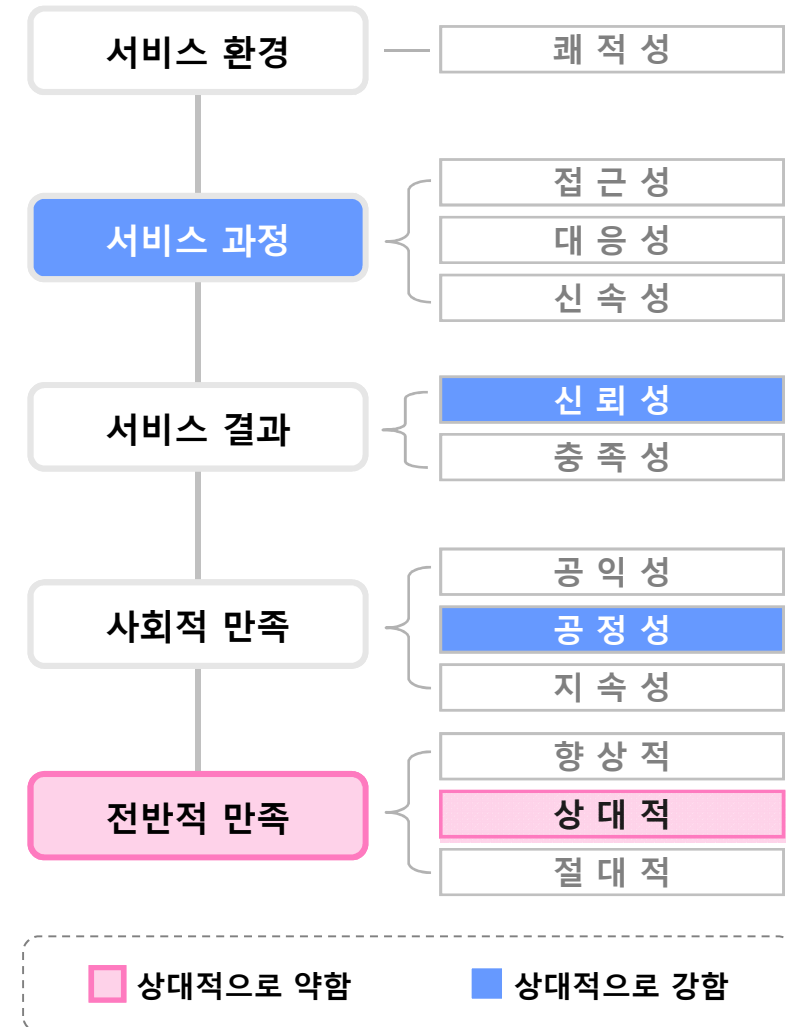 서비스 환경
쾌 적 성
서비스 과정
접 근 성
대 응 성
신 속 성
서비스 결과
신 뢰 성
충 족 성
사회적 만족
공 익 성
공 정 성
지 속 성
전반적 만족
향 상 적
상 대 적
절 대 적
상대적으로 약함
상대적으로 강함